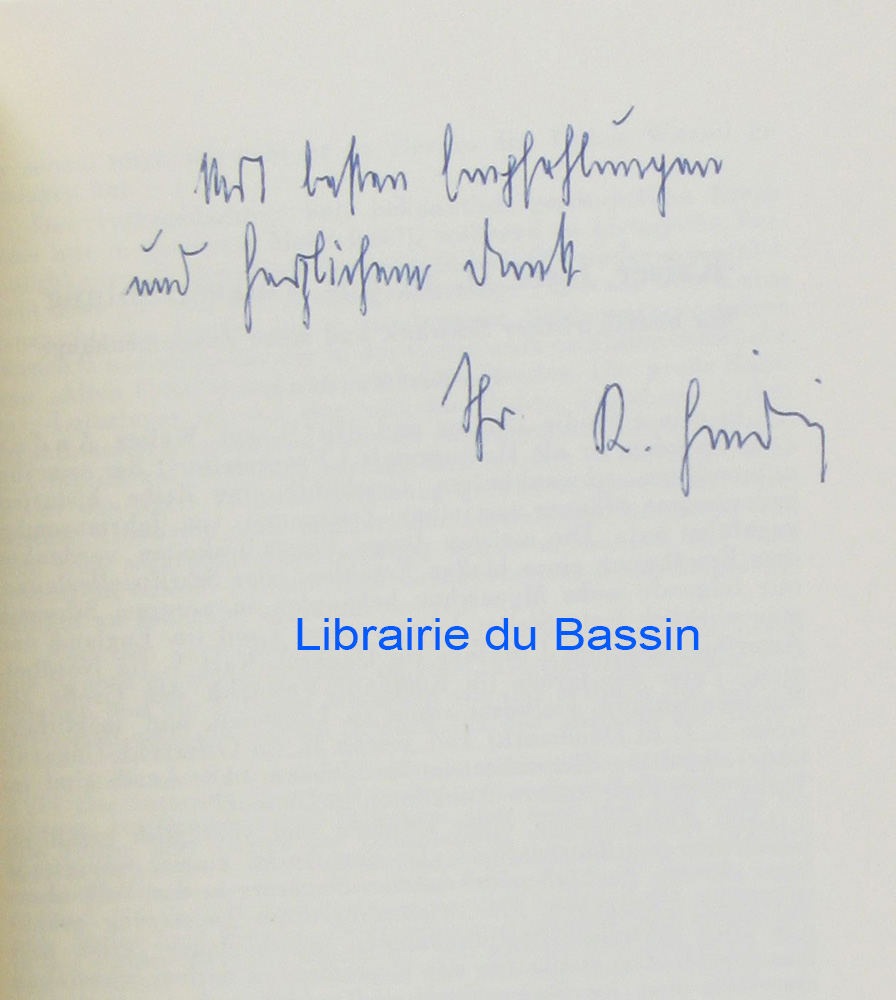 Mit besten Empfehlungen
und herzlichem Dank
Ihr R.
Librairie du Bassin